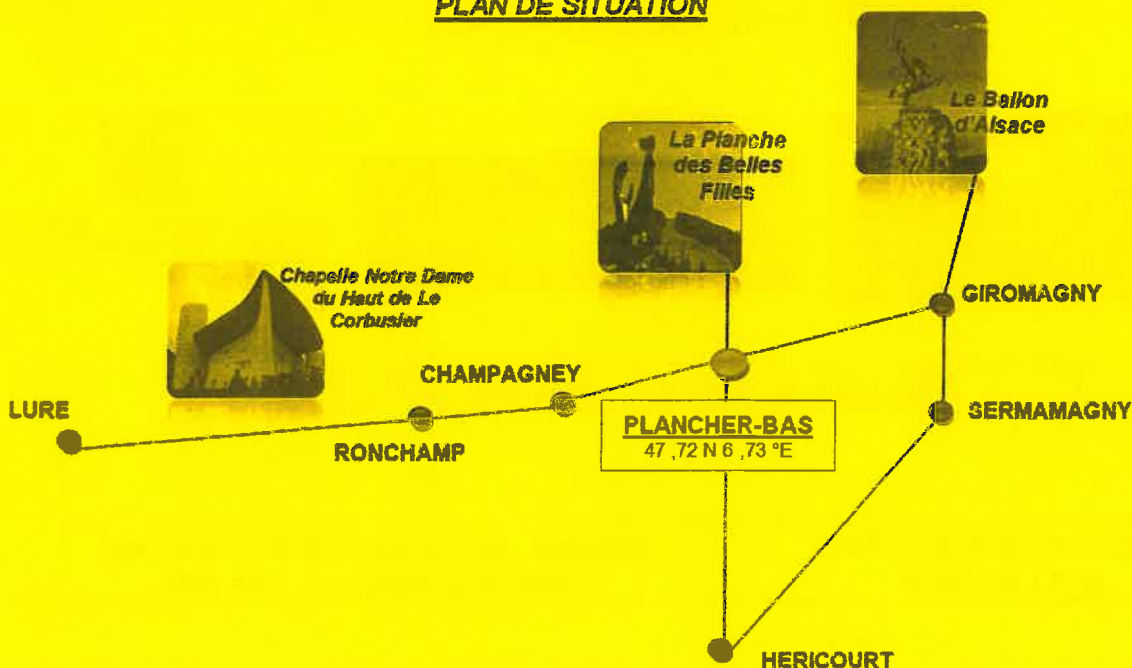 PLAN DE SITUATION
Le Ballon
d'Alsace
La Planche
des Belles
Filles
Chapelle Notre Dame
du Haut de Le
Corbusier
GIROMAGNY
CHAMPAGNEY
LURE
RONCHAMP
PLANCHER-BAS
47 ,72 N 6 ,73 °E
SERMAMAGNY
HERICOURT